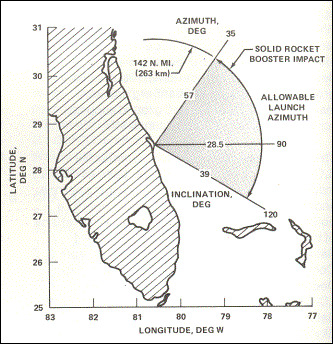 AZIMUTH,
DEG
35
142 N. MI.
(263 km)
SOLID ROCKET
BOOSTER IMPACT
57
ALLOWABLE
LAUNCH
AZIMUTH
28.5
90
39
INCLINATION,
DEG
120
LATITUDE,
DEG N
31
30
29
28
27
26
25
83
82
81
80
79
78
77
LONGITUDE, DEG W